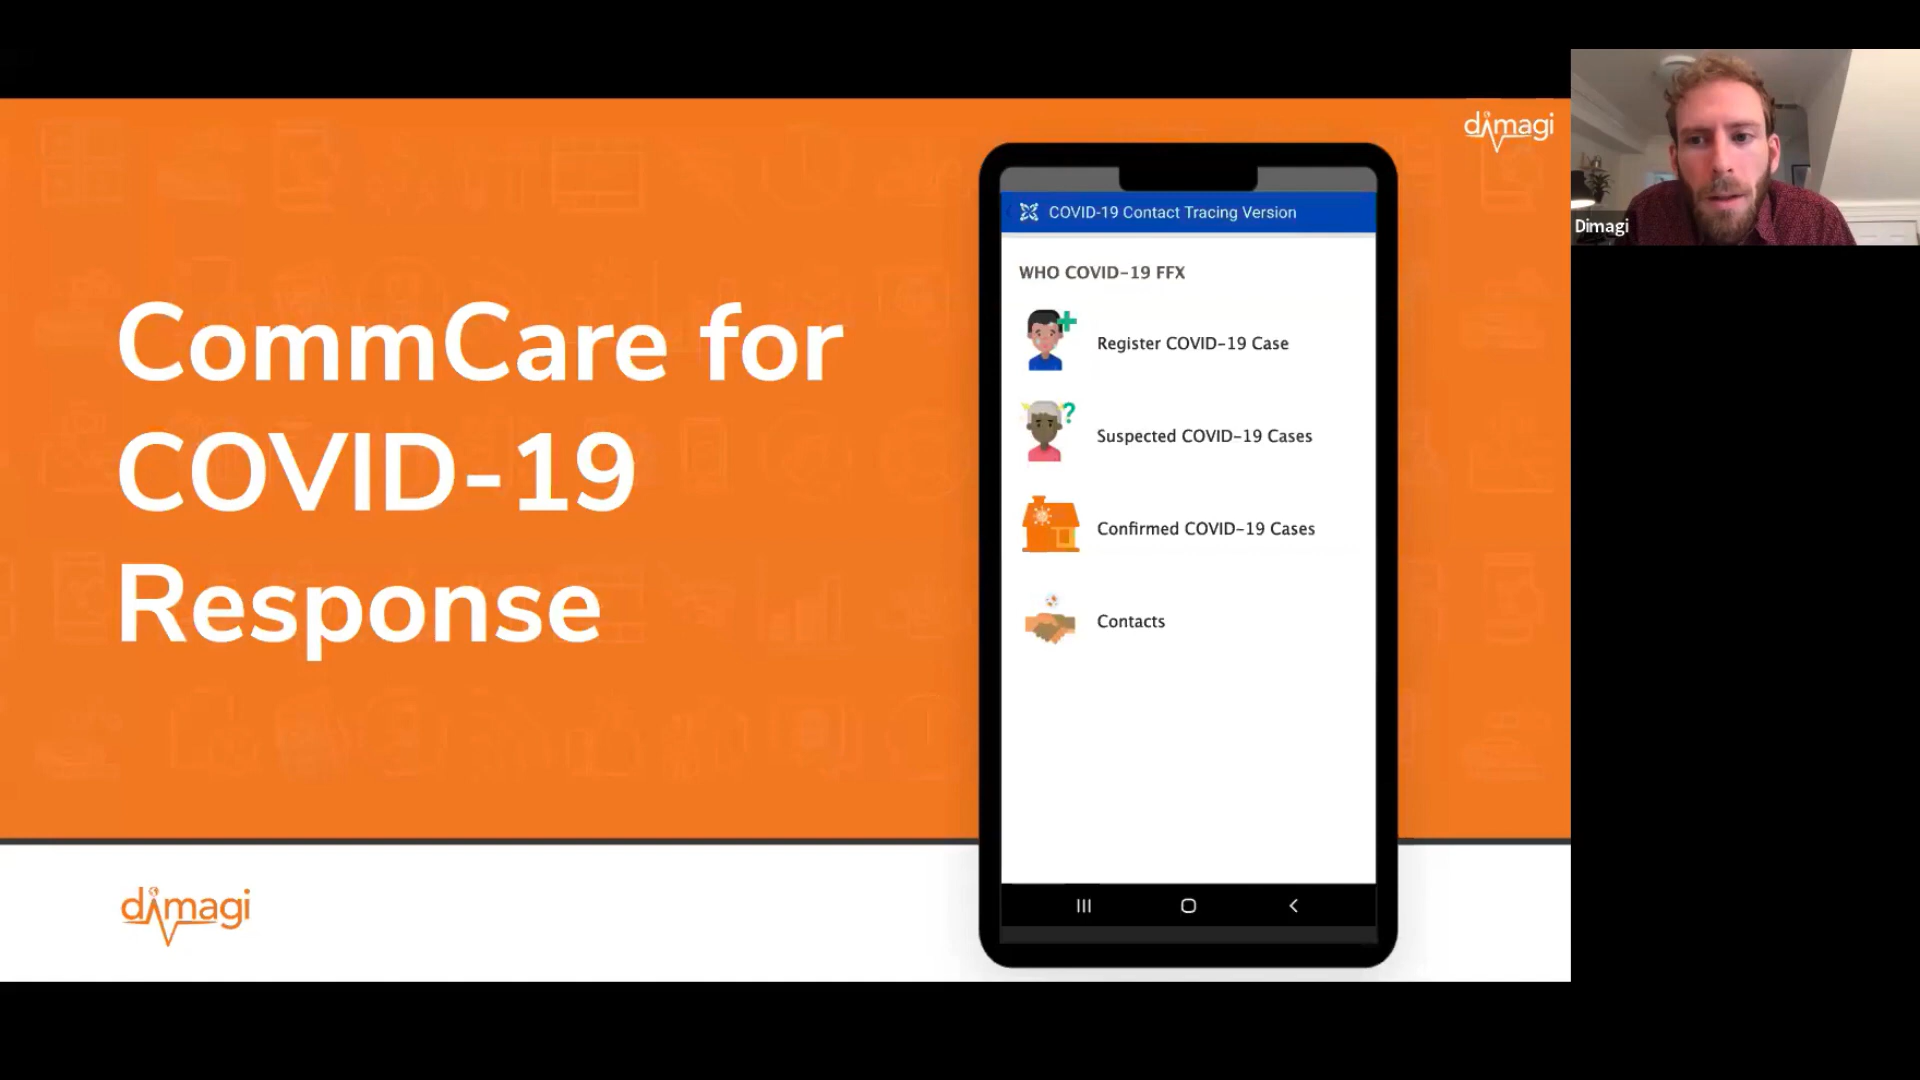 dimagi
CommCare for
COVID-19
Response
COVID-19 Contact Tracing Version
WHO COVID-19 FFX
Register COVID-19 Case
Suspected COVID-19 Cases
Confirmed COVID-19 Cases
Contacts
dimagi
Dimagi